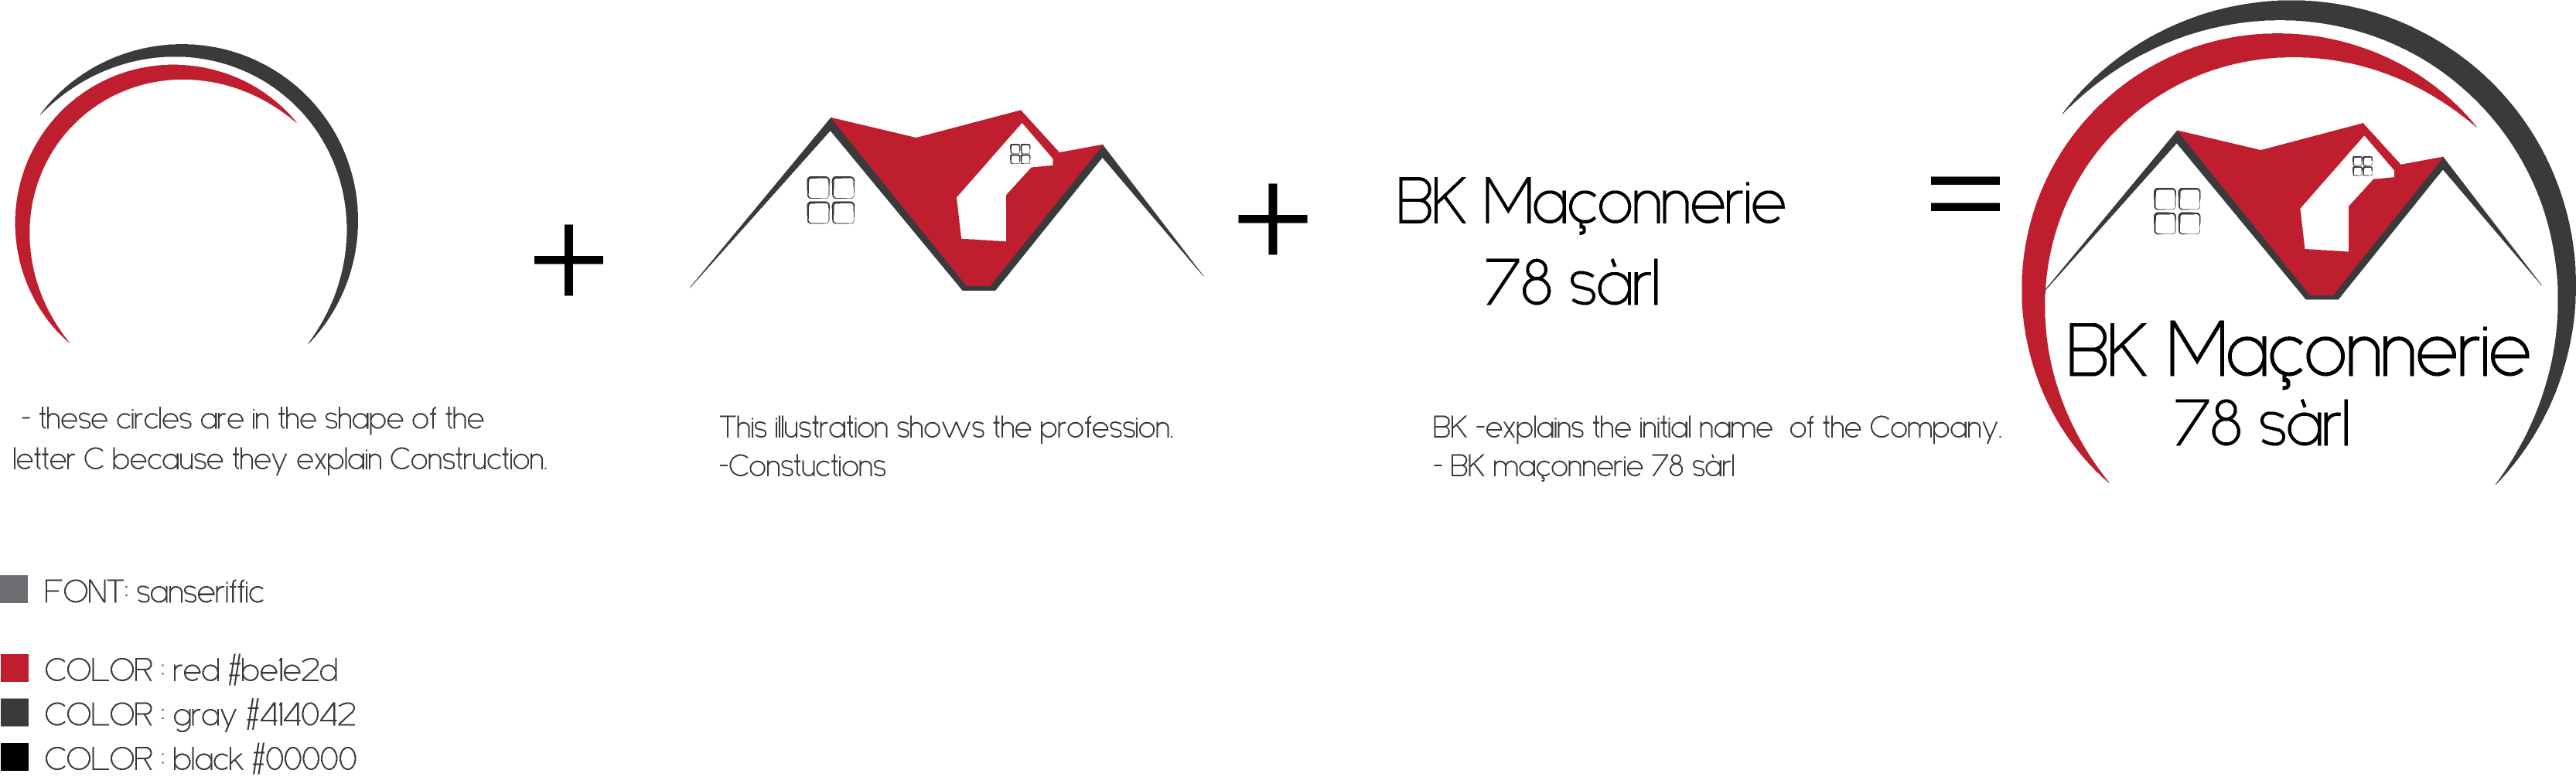 BK Maçonnerie
78 sàrl
BK Maçonnerie
78 sàrl
- these circles are in the shape of the
letter C because they explain Construction.
This illustration shows the profession.
-Constuctions
BK -explains the initial name of the Company.
- BK maçonnerie 78 sàrl
FONT: sanseriffic
COLOR : red #be1e2d
COLOR : gray #414042
COLOR : black #00000